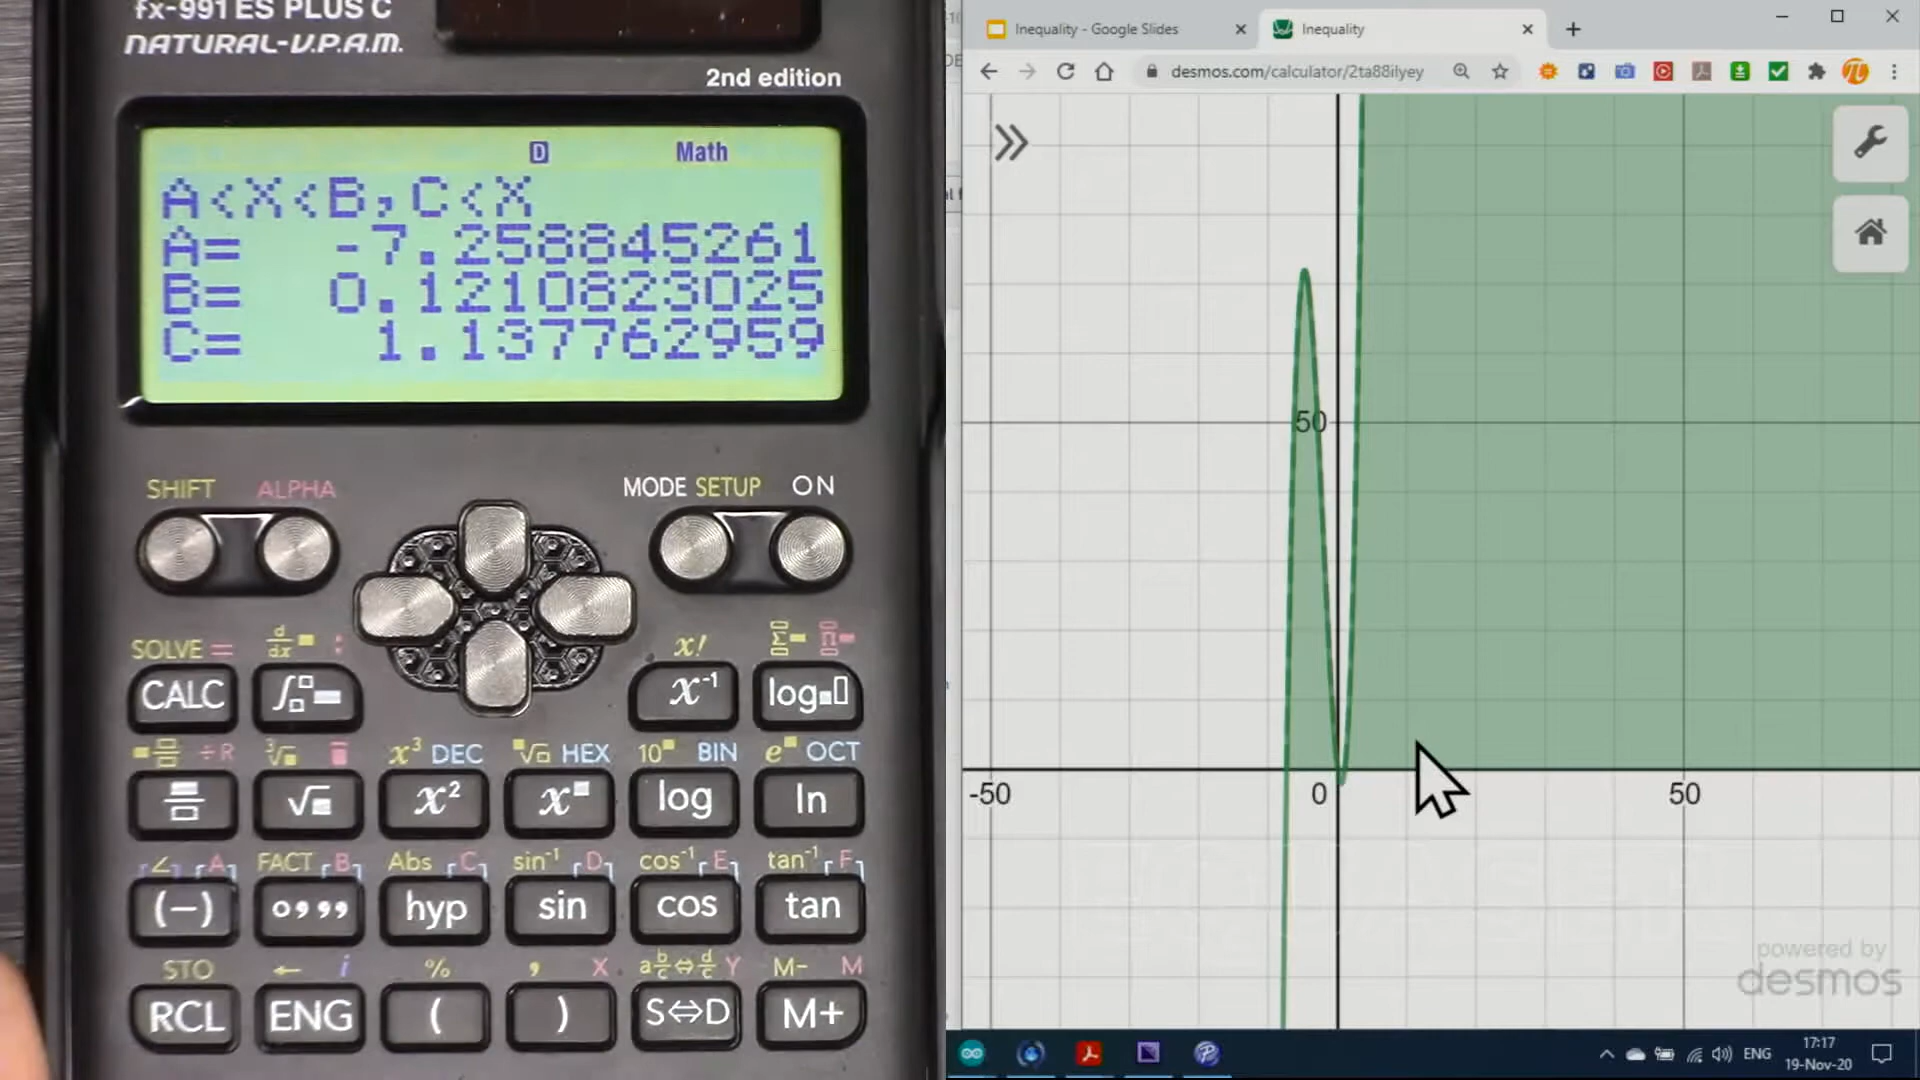 fx-991ES PLUS C
NATURAL-V.P.A.M.
2nd edition
D Math
A<X<B,C<X
A= -7.258845261
B= 0.1210823025
C= 1.137762959
SHIFT ALPHA MODE SETUP ON
SOLVE = d/dx :
x! Σ= Π=
CALC ∫ x⁻¹ log
÷R x³ DEC HEX 10 BIN e OCT
√ x² x log ln
∠ A FACT B Abs C sin⁻¹ D cos⁻¹ E tan⁻¹ F
(−) o,,, hyp sin cos tan
STO ← i % , X a b/c⇔d/c Y M− M
RCL ENG ( ) S⇔D M+
Inequality - Google Slides
Inequality
desmos.com/calculator/2ta88ilyey
50
-50 0 50
powered by
desmos
ENG
17:17
19-Nov-20